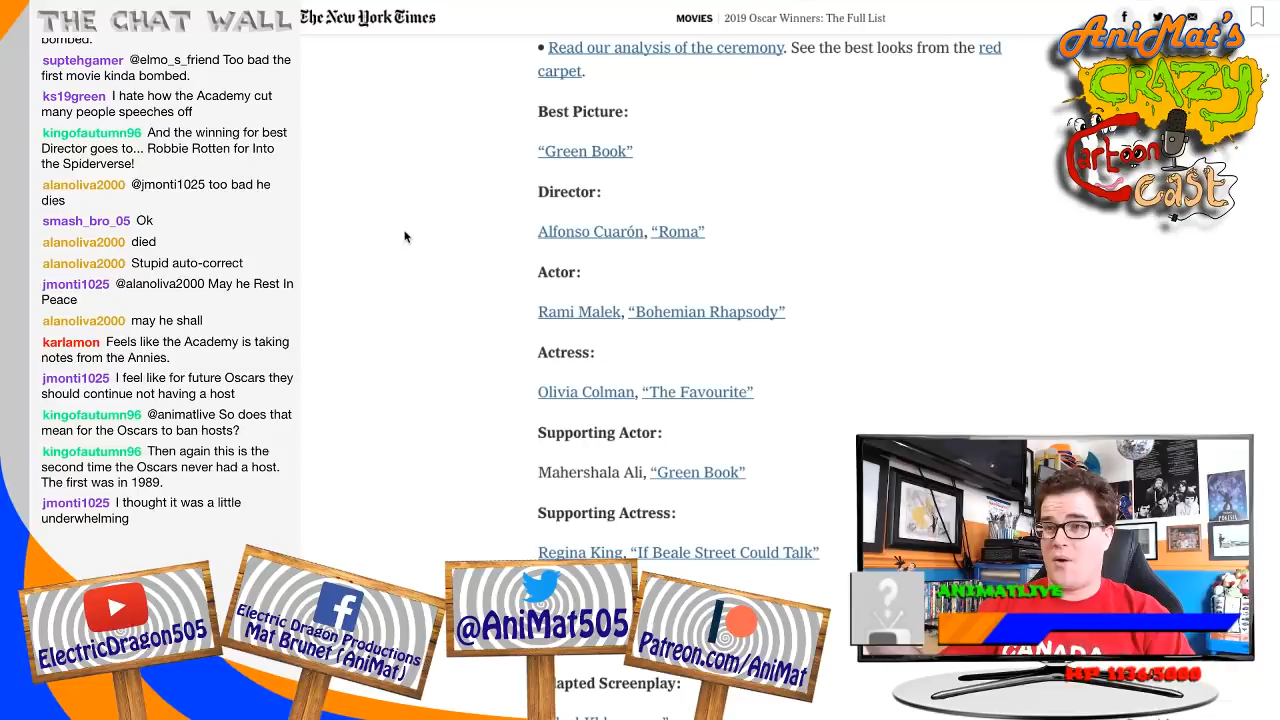 THE CHAT WALL
bombed.
suptehgamer @elmo_s_friend Too bad the
first movie kinda bombed.
ks19green I hate how the Academy cut
many people speeches off
kingofautumn96 And the winning for best
Director goes to... Robbie Rotten for Into
the Spiderverse!
alanoliva2000 @jmonti1025 too bad he
dies
smash_bro_05 Ok
alanoliva2000 died
alanoliva2000 Stupid auto-correct
jmonti1025 @alanoliva2000 May he Rest In
Peace
alanoliva2000 may he shall
karlamon Feels like the Academy is taking
notes from the Annies.
jmonti1025 I feel like for future Oscars they
should continue not having a host
kingofautumn96 @animatlive So does that
mean for the Oscars to ban hosts?
kingofautumn96 Then again this is the
second time the Oscars never had a host.
The first was in 1989.
jmonti1025 I thought it was a little
underwhelming
The New York Times
MOVIES | 2019 Oscar Winners: The Full List
• Read our analysis of the ceremony. See the best looks from the red
carpet.
Best Picture:
“Green Book”
Director:
Alfonso Cuarón, “Roma”
Actor:
Rami Malek, “Bohemian Rhapsody”
Actress:
Olivia Colman, “The Favourite”
Supporting Actor:
Mahershala Ali, “Green Book”
Supporting Actress:
Regina King, “If Beale Street Could Talk”
apted Screenplay:
AniMat's
CRAZY
Cartoon
Cast
ElectricDragon505
Electric Dragon Productions
Mat Brunet (AniMat)
@AniMat505
Patreon.com/AniMat
ANIMATLIVE
CANADA